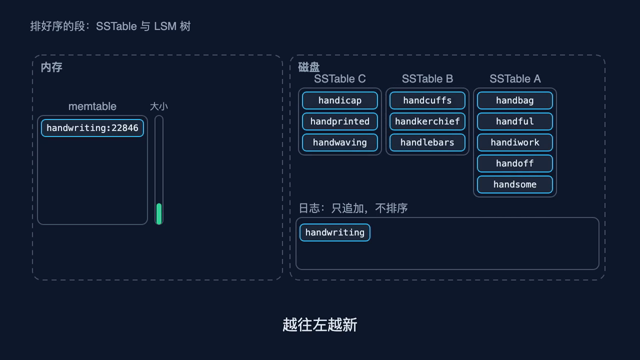 排好序的段：SSTable 与 LSM 树
内存
memtable
大小
handwriting:22846
磁盘
SSTable C
handicap
handprinted
handwaving
SSTable B
handcuffs
handkerchief
handlebars
SSTable A
handbag
handful
handiwork
handoff
handsome
日志：只追加，不排序
handwriting
越往左越新